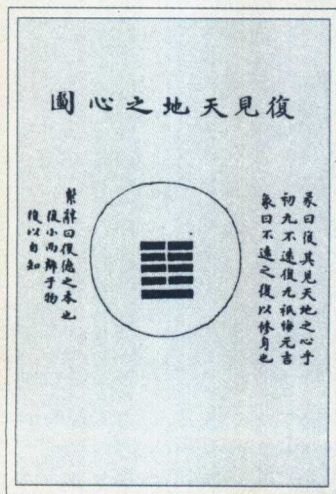 復見天地之心圖
彖曰復其見天地之心乎
初九不遠復无祇悔元吉
象曰不遠之復以修身也
繫辭曰復德之本也
復小而辨于物
復以自知